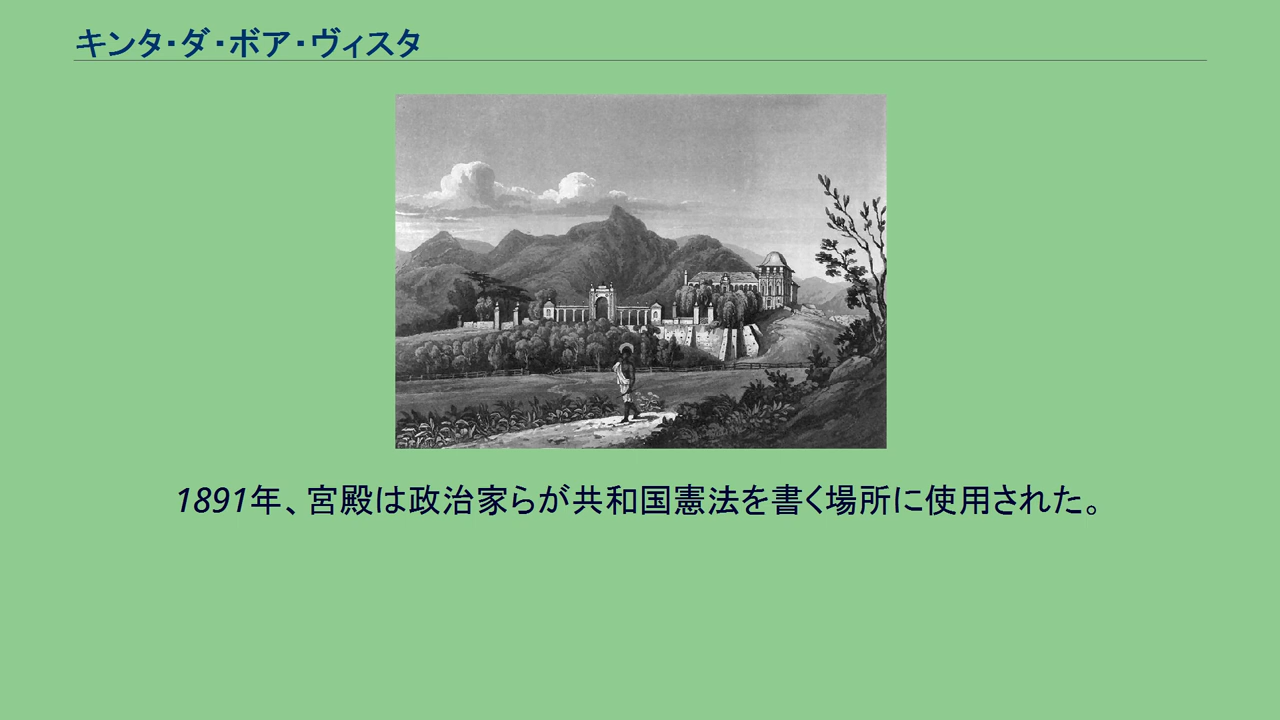 キンタ・ダ・ボア・ヴィスタ
1891年、宮殿は政治家らが共和国憲法を書く場所に使用された。